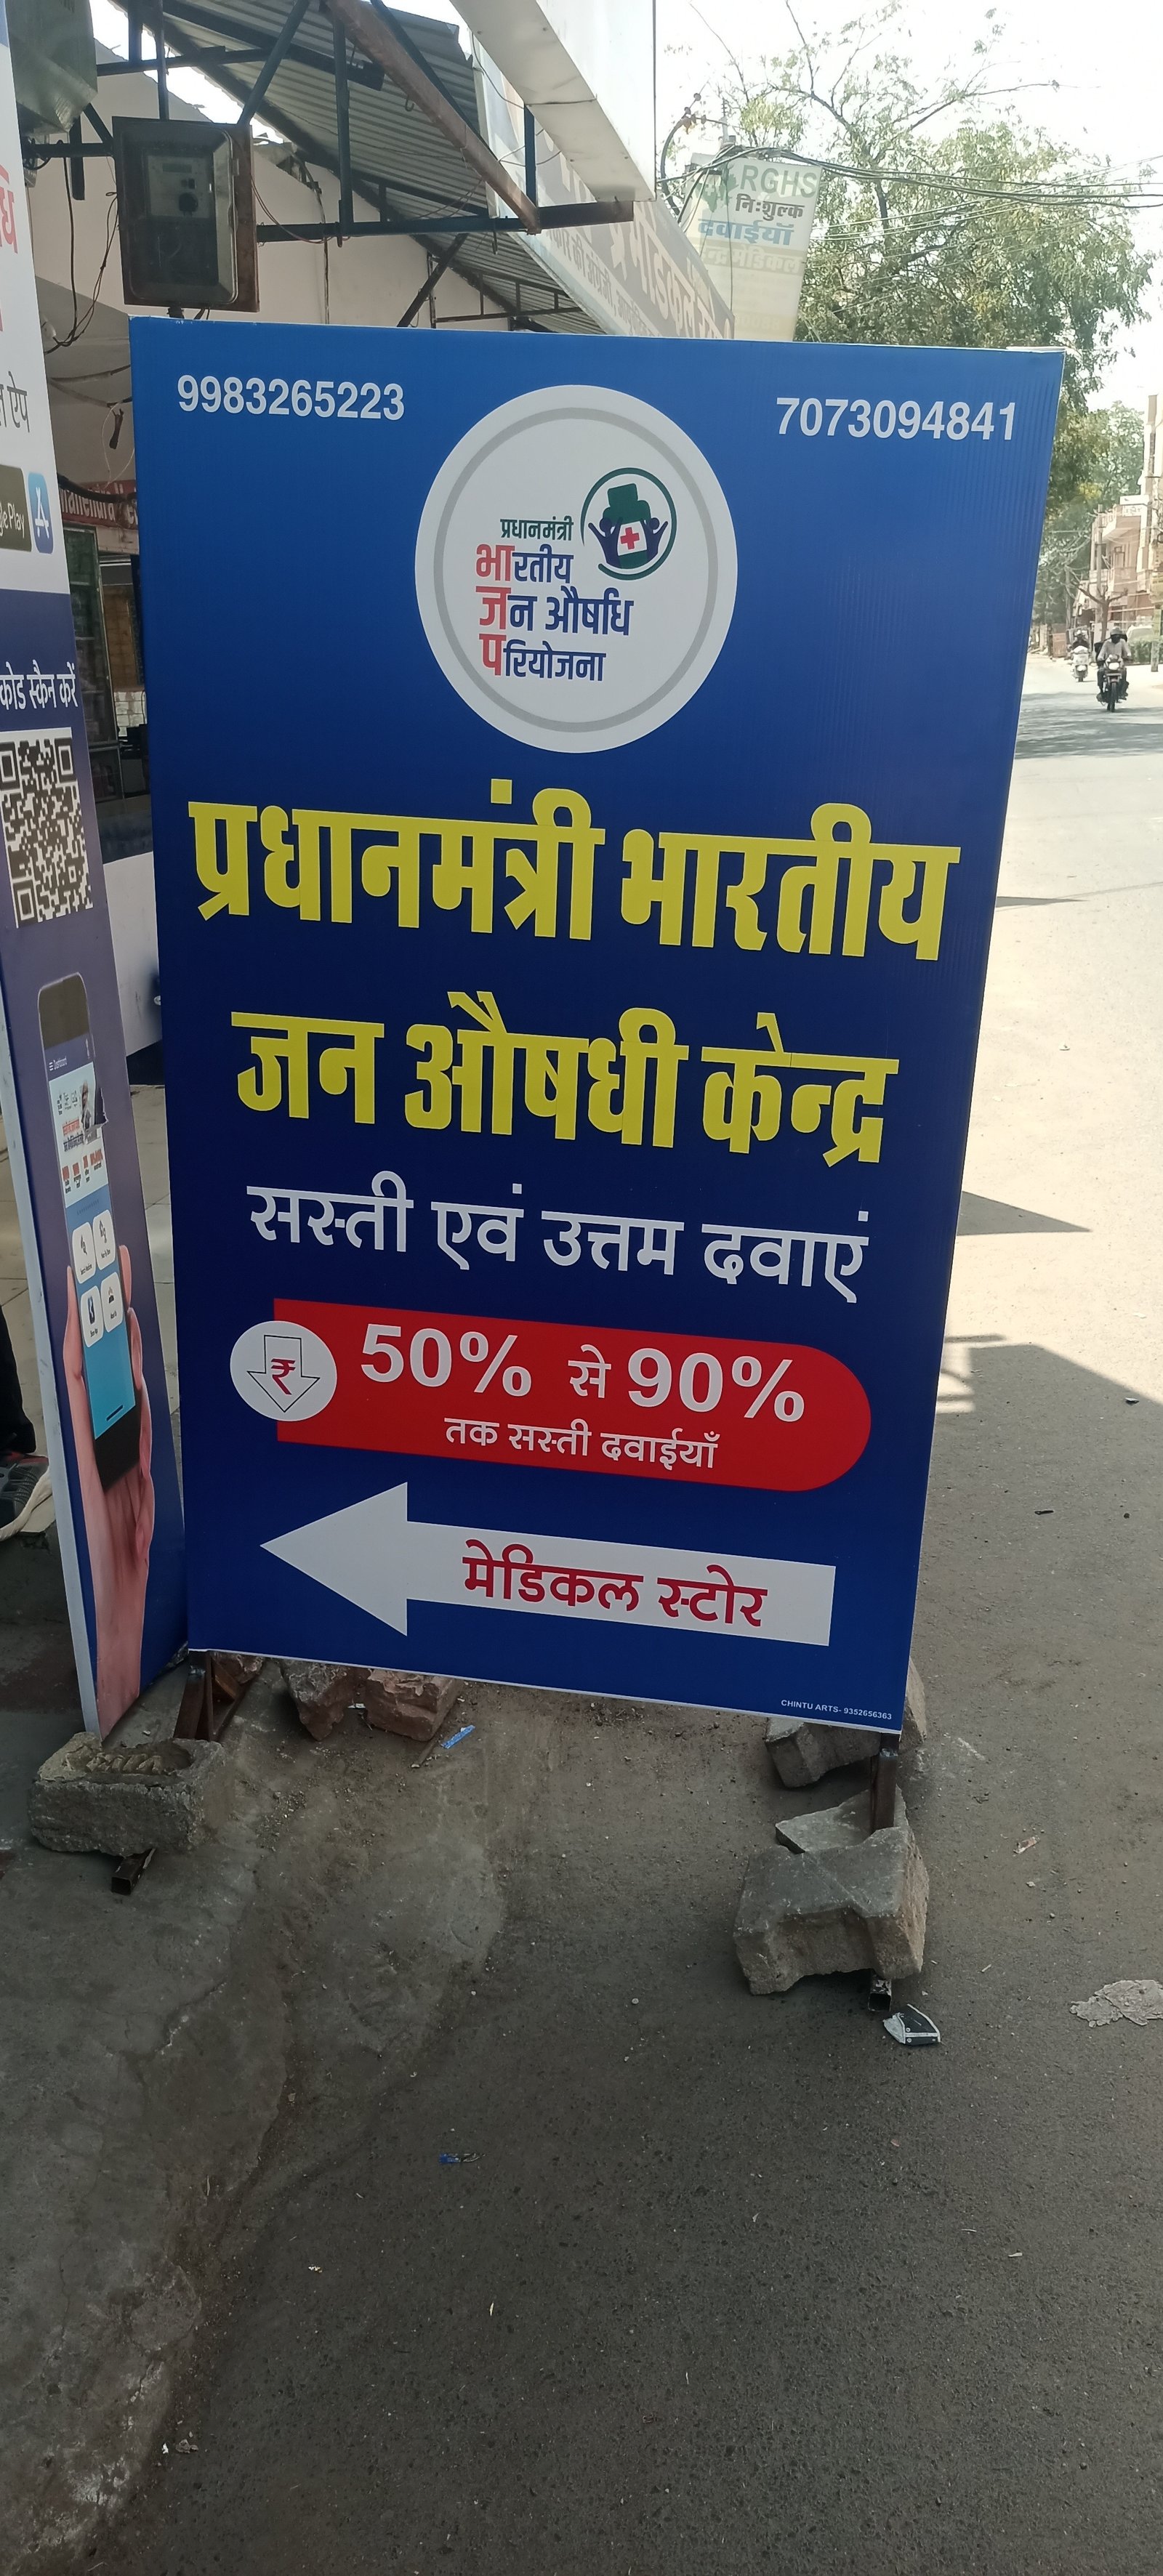 RGHS
निःशुल्क
दवाईयाँ
9983265223
7073094841
प्रधानमंत्री
भारतीय
जन औषधि
परियोजना
प्रधानमंत्री भारतीय
जन औषधी केन्द्र
सस्ती एवं उत्तम दवाएं
₹ 50% से 90%
तक सस्ती दवाईयाँ
मेडिकल स्टोर
CHINTU ARTS- 9352656363
कोड स्कैन करें